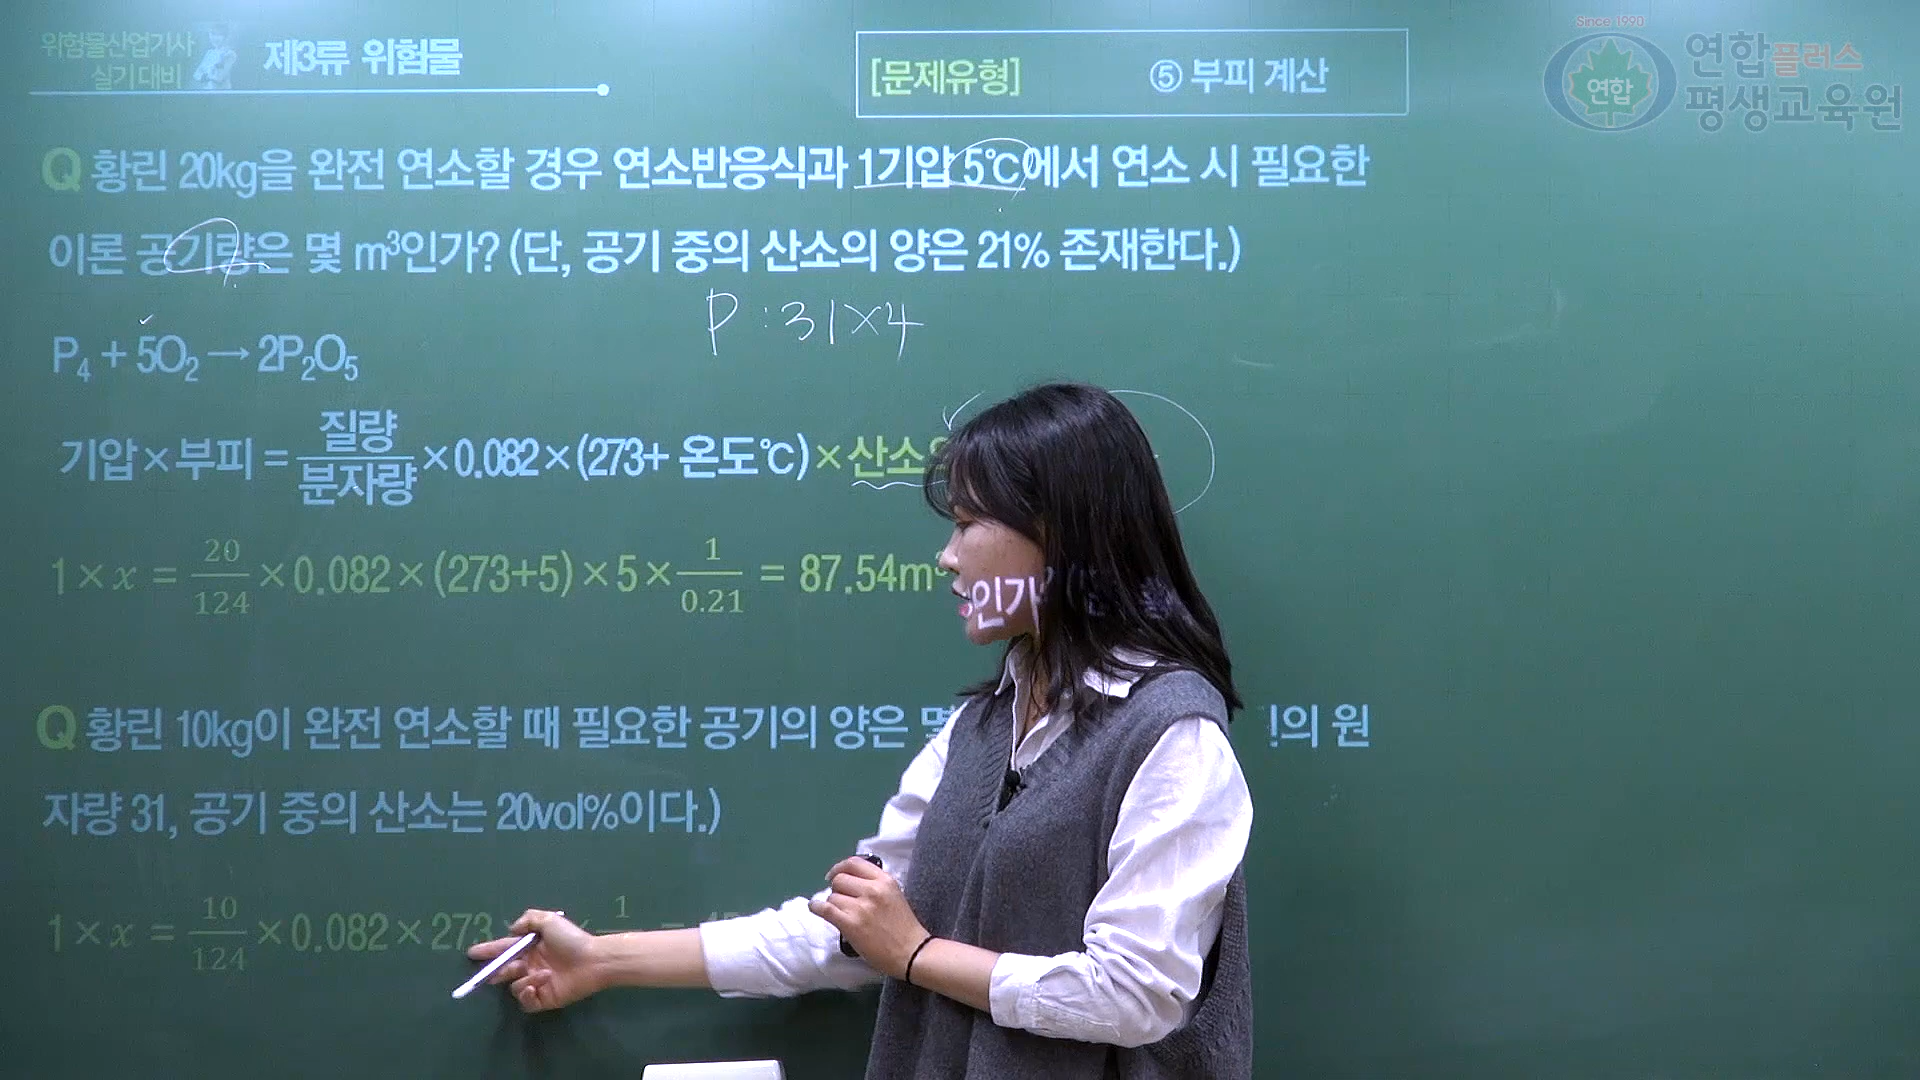 위험물산업기사
실기 대비
제3류 위험물
[문제유형] ⑤ 부피 계산
Since 1990
연합
연합플러스
평생교육원
Q 황린 20kg을 완전 연소할 경우 연소반응식과 1기압 5℃에서 연소 시 필요한
이론 공기량은 몇 m³인가? (단, 공기 중의 산소의 양은 21% 존재한다.)
P : 31×4
P₄ + 5O₂ → 2P₂O₅
기압 × 부피 = 질량/분자량 × 0.082 × (273+ 온도℃) × 산소
1 × x = 20/124 × 0.082 × (273+5) × 5 × 1/0.21 = 87.54m³
인가?
Q 황린 10kg이 완전 연소할 때 필요한 공기의 양은 몇 의 원
자량 31, 공기 중의 산소는 20vol%이다.)
1 × x = 10/124 × 0.082 × 273 × 1 =